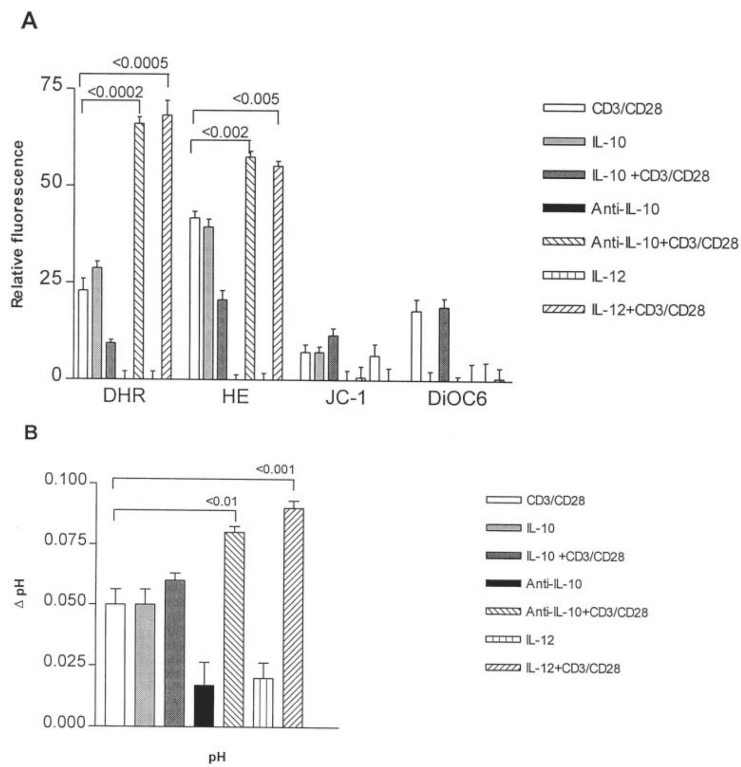 A
<0.0005
75
<0.0002
<0.005
<0.002
50
25
0
Relative fluorescence
DHR
HE
JC-1
DiOC6
CD3/CD28
IL-10
IL-10 +CD3/CD28
Anti-IL-10
Anti-IL-10+CD3/CD28
IL-12
IL-12+CD3/CD28
B
<0.001
0.100
<0.01
0.075
0.050
0.025
0.000
Δ pH
pH
CD3/CD28
IL-10
IL-10 +CD3/CD28
Anti-IL-10
Anti-IL-10+CD3/CD28
IL-12
IL-12+CD3/CD28